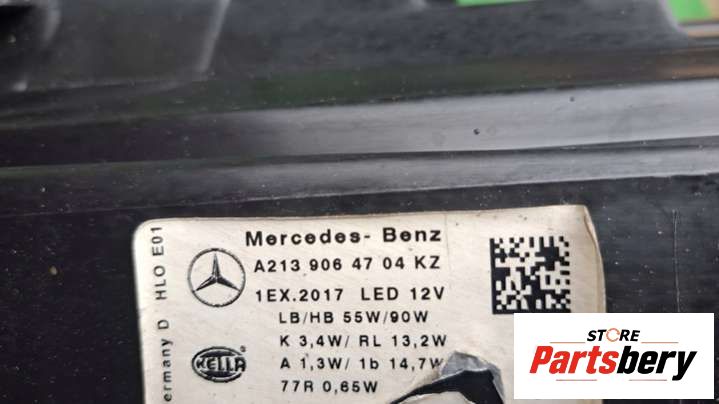 Mercedes- Benz
A213 906 47 04 KZ
1EX.2017 LED 12V
LB/HB 55W/90W
K 3,4W/ RL 13,2W
A 1,3W/ 1b 14,7W
77R 0,65W
HELLA
ermany D HLO E01
STORE
Partsbery